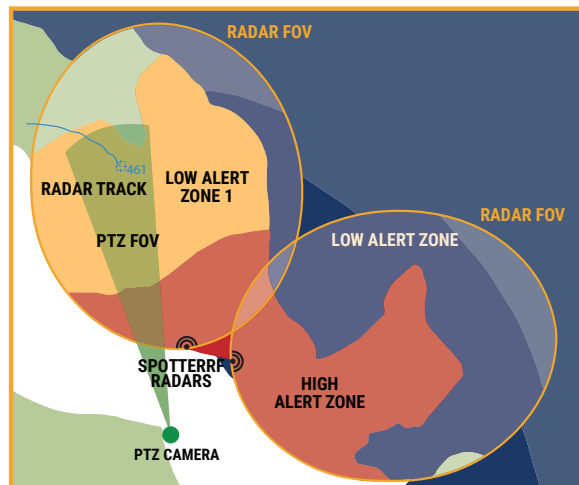 RADAR FOV
461
RADAR TRACK
LOW ALERT
ZONE 1
RADAR FOV
PTZ FOV
LOW ALERT ZONE
SPOTTERRF
RADARS
HIGH
ALERT ZONE
PTZ CAMERA